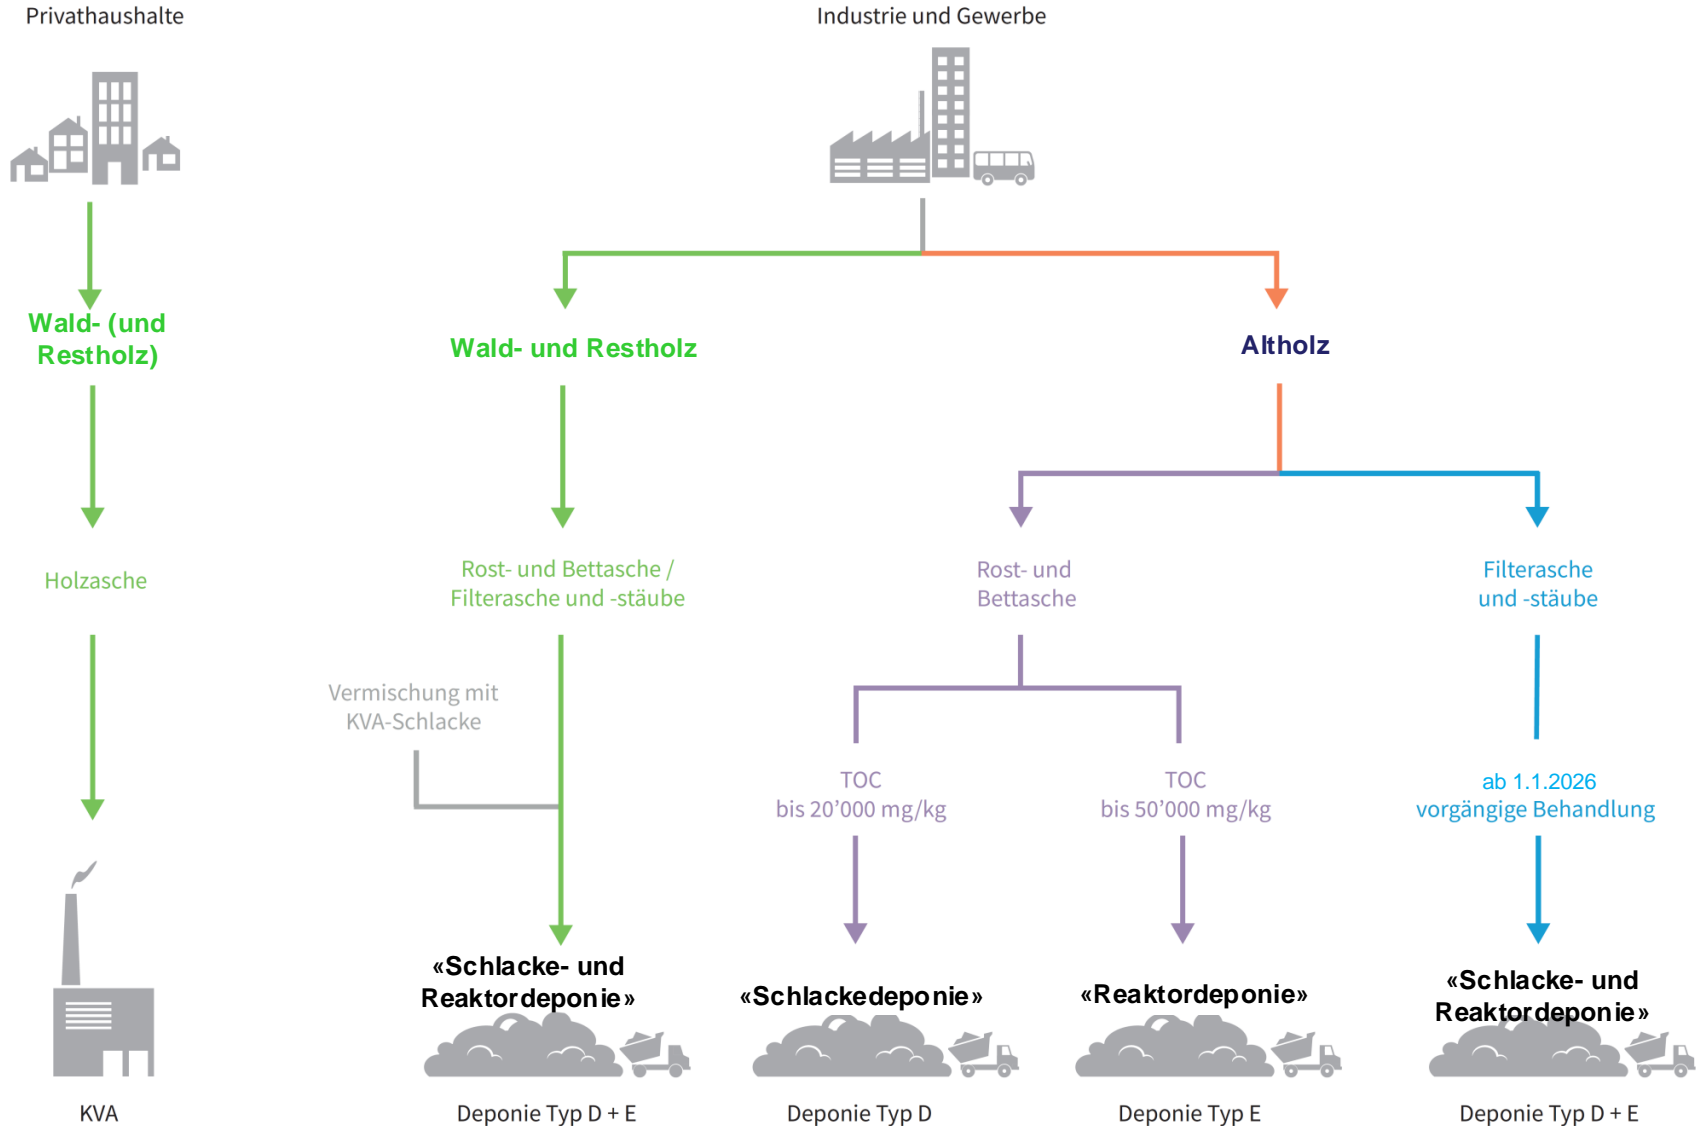 Privathaushalte
Industrie und Gewerbe
Wald- (und
Restholz)
Wald- und Restholz
Altholz
Holzasche
Rost- und Bettasche /
Filterasche und -stäube
Rost- und
Bettasche
Filterasche
und -stäube
Vermischung mit
KVA-Schlacke
TOC
bis 20’000 mg/kg
TOC
bis 50’000 mg/kg
ab 1.1.2026
vorgängige Behandlung
«Schlacke- und
Reaktordeponie»
«Schlackedeponie»
«Reaktordeponie»
«Schlacke- und
Reaktordeponie»
KVA
Deponie Typ D + E
Deponie Typ D
Deponie Typ E
Deponie Typ D + E